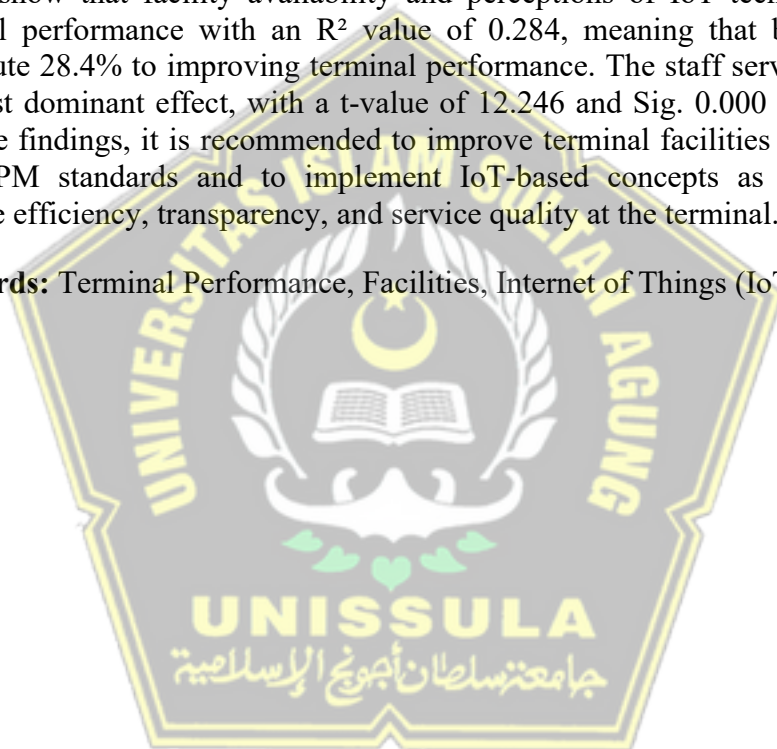 show that facility availability and perceptions of IoT tech
l performance with an R² value of 0.284, meaning that b
ute 28.4% to improving terminal performance. The staff serv
st dominant effect, with a t-value of 12.246 and Sig. 0.000
e findings, it is recommended to improve terminal facilities
PM standards and to implement IoT-based concepts as
e efficiency, transparency, and service quality at the terminal.
rds: Terminal Performance, Facilities, Internet of Things (IoT
UNIVERSITAS ISLAM SULTAN AGUNG
UNISSULA
جامعنسلطان أجونج الإسلامية